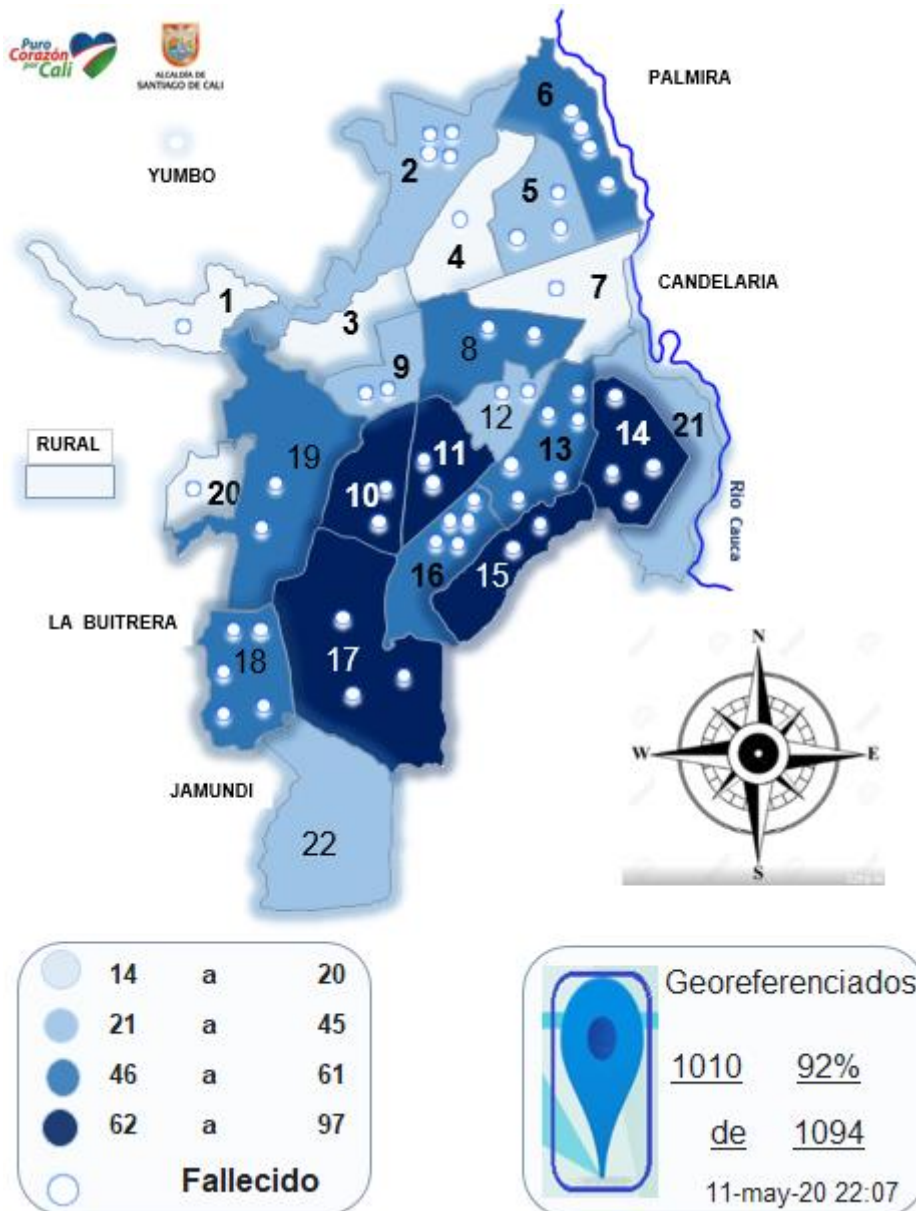 Puro
Corazón
por
Cali
ALCALDÍA DE
SANTIAGO DE CALI
PALMIRA
YUMBO
6
2
5
4
CANDELARIA
1
3
7
8
9
12
RURAL
19
11
13
14
21
20
10
16
15
Rio Cauca
LA BUITRERA
18
17
N
W
E
S
JAMUNDI
22
14 a 20
21 a 45
46 a 61
62 a 97
Fallecido
Georeferenciados
1010 92%
de 1094
11-may-20 22:07